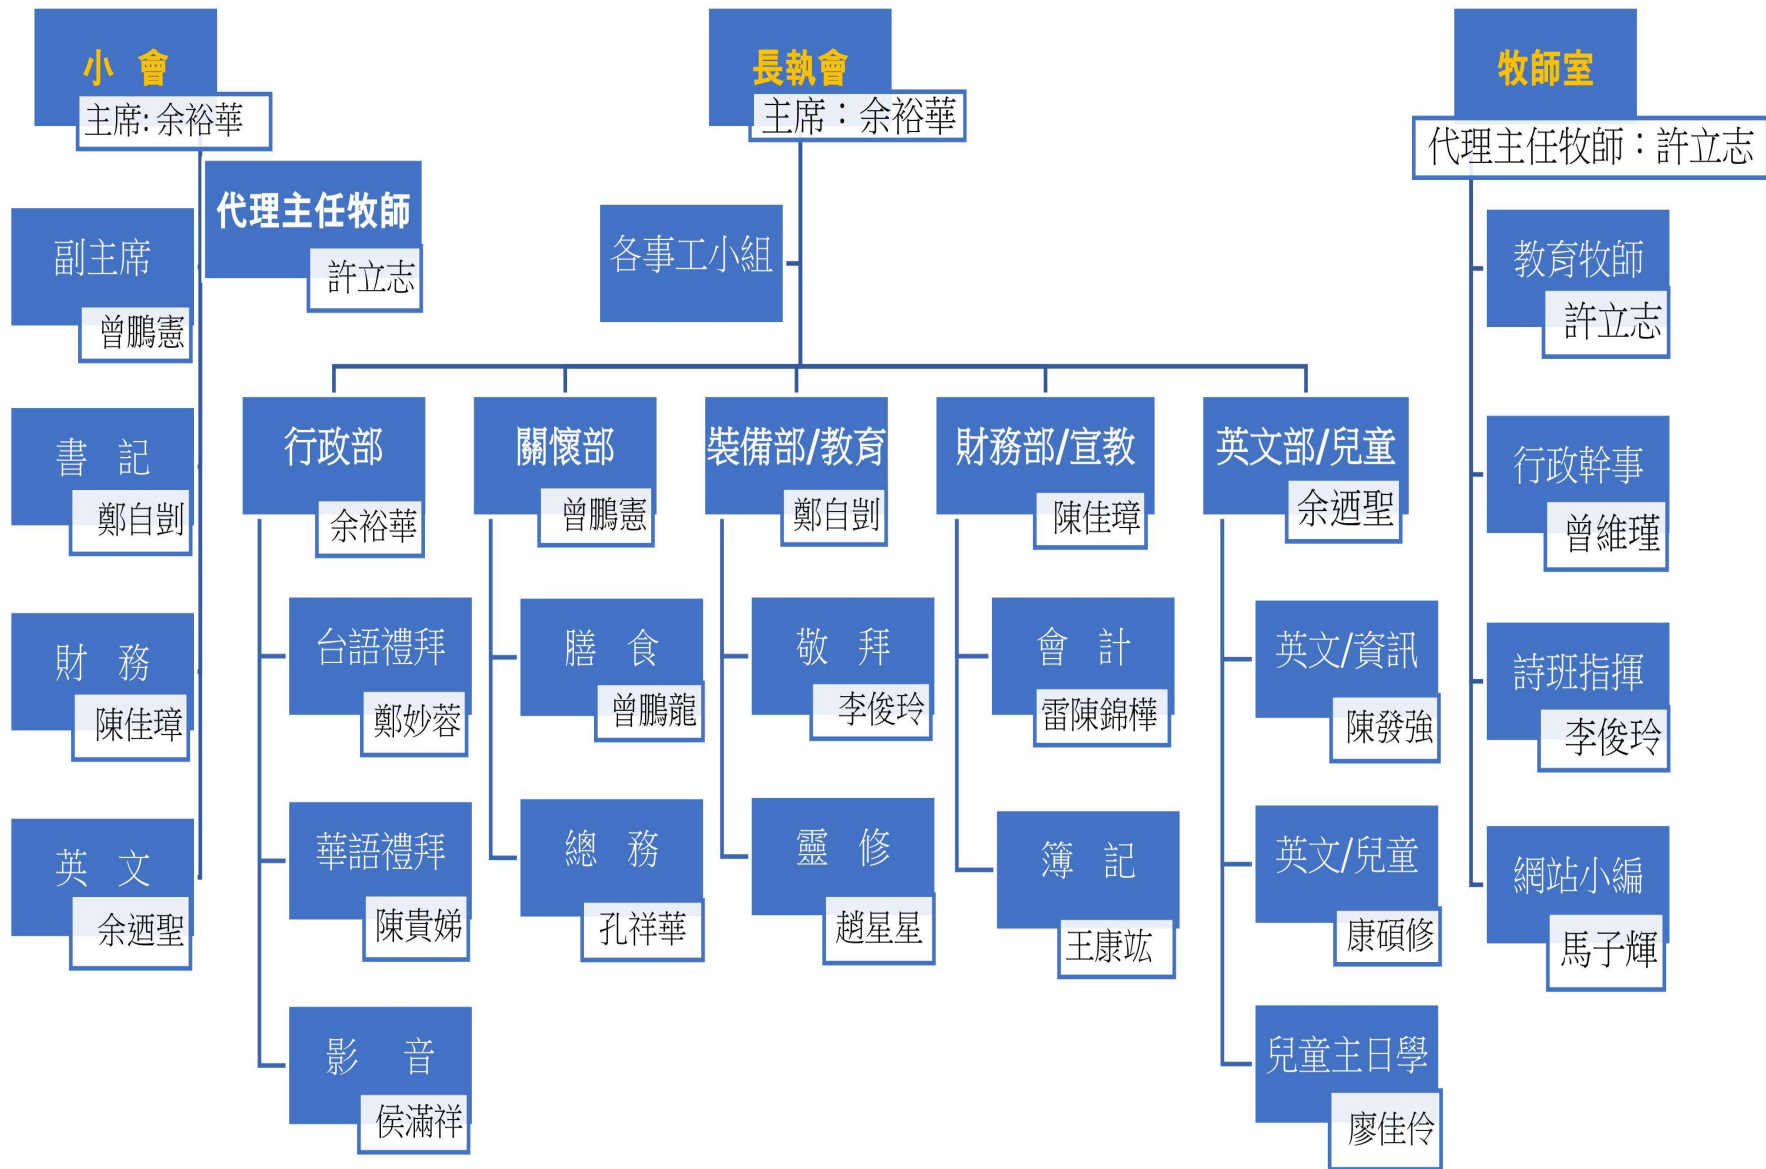 小 會
主席: 余裕華
代理主任牧師
許立志
副主席
曾鵬憲
書 記
鄭自剴
財 務
陳佳璋
英 文
余迺聖
長執會
主席：余裕華
各事工小組
行政部
余裕華
台語禮拜
鄭妙蓉
華語禮拜
陳貴娣
影 音
侯滿祥
關懷部
曾鵬憲
膳 食
曾鵬龍
總 務
孔祥華
裝備部/教育
鄭自剴
敬 拜
李俊玲
靈 修
趙星星
財務部/宣教
陳佳璋
會 計
雷陳錦樺
簿 記
王康竑
英文部/兒童
余迺聖
英文/資訊
陳發強
英文/兒童
康碩修
兒童主日學
廖佳伶
牧師室
代理主任牧師：許立志
教育牧師
許立志
行政幹事
曾維瑾
詩班指揮
李俊玲
網站小編
馬子輝